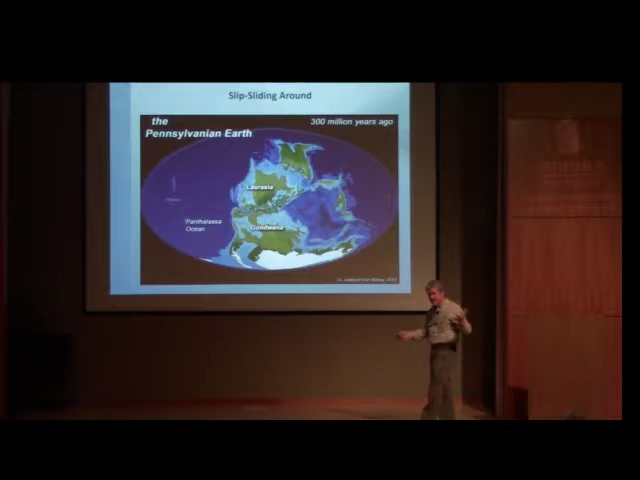 Slip-Sliding Around
the
Pennsylvanian Earth
300 million years ago
Laurasia
Panthalassa
Ocean
Gondwana